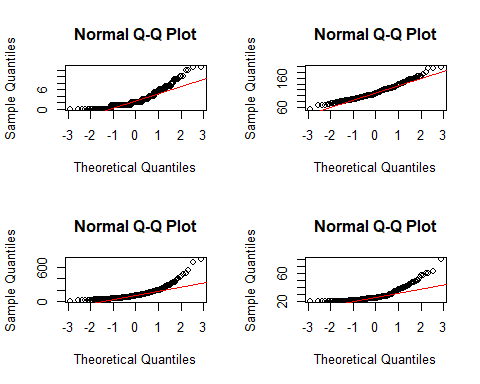 Normal Q-Q Plot
Sample Quantiles
0 6
-3 -2 -1 0 1 2 3
Theoretical Quantiles
Normal Q-Q Plot
Sample Quantiles
60 160
-3 -2 -1 0 1 2 3
Theoretical Quantiles
Normal Q-Q Plot
Sample Quantiles
0 600
-3 -2 -1 0 1 2 3
Theoretical Quantiles
Normal Q-Q Plot
Sample Quantiles
20 60
-3 -2 -1 0 1 2 3
Theoretical Quantiles